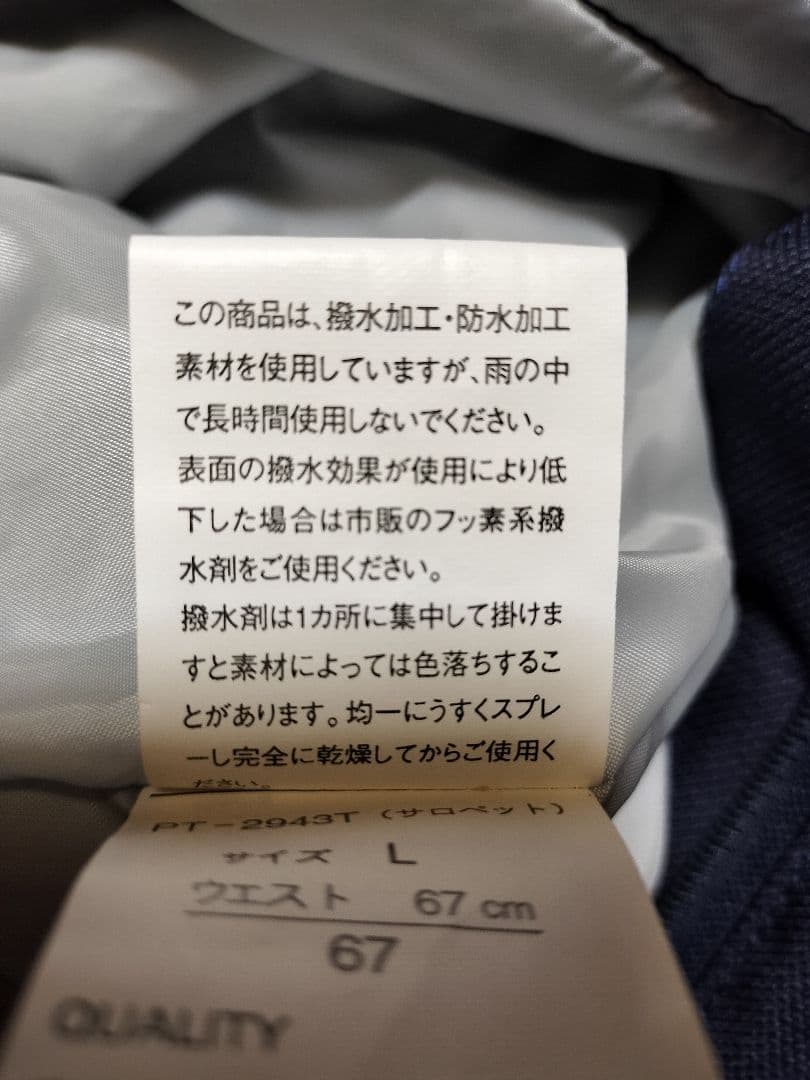 この商品は、撥水加工・防水加工
素材を使用していますが、雨の中
で長時間使用しないでください。
表面の撥水効果が使用により低
下した場合は市販のフッ素系撥
水剤をご使用ください。
撥水剤は1カ所に集中して掛けま
すと素材によっては色落ちするこ
とがあります。均一にうすくスプレ
ーし完全に乾燥してからご使用く
ださい。
PT-2943T (サロペット)
サイズ L
ウエスト 67cm
67
QUALITY